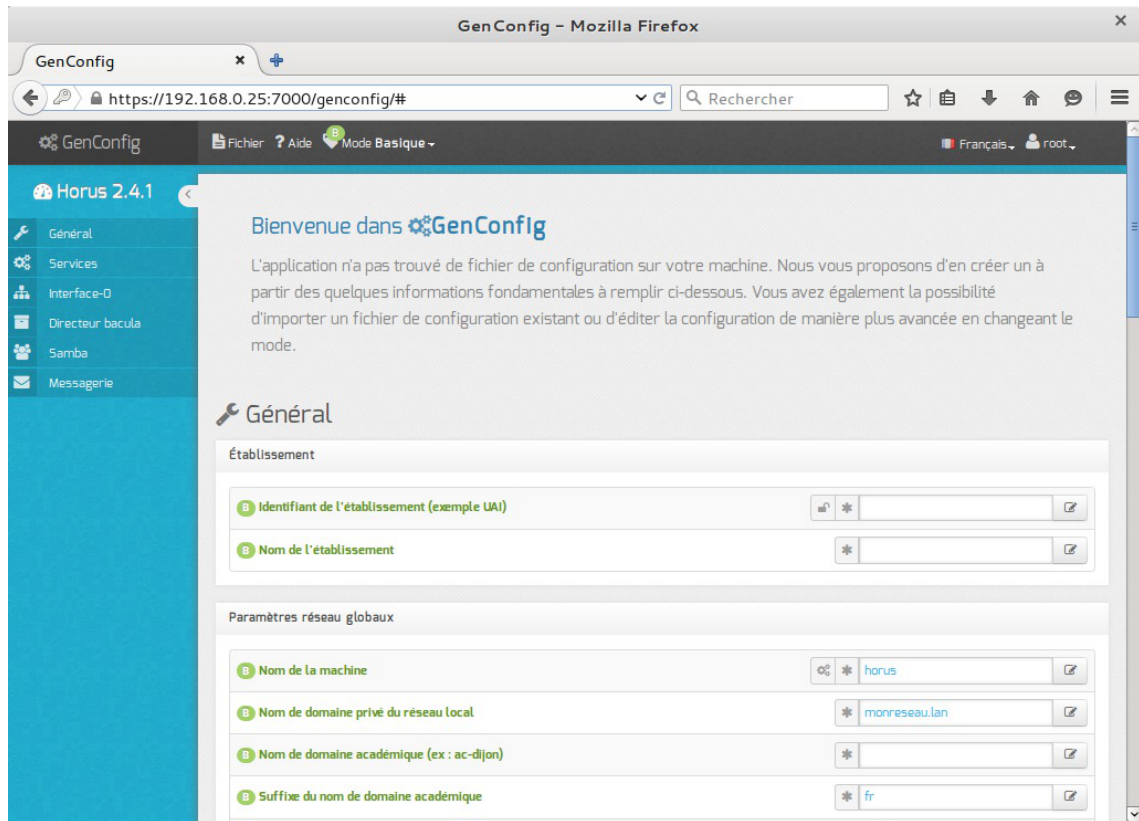 GenConfig - Mozilla Firefox
GenConfig
https://192.168.0.25:7000/genconfig/#
Rechercher
GenConfig
Fichier ? Aide B Mode Basique
Français
root
Horus 2.4.1
Général
Services
Interface-0
Directeur bacula
Samba
Messagerie
Bienvenue dans GenConfig
L'application n'a pas trouvé de fichier de configuration sur votre machine. Nous vous proposons d'en créer un à
partir des quelques informations fondamentales à remplir ci-dessous. Vous avez également la possibilité
d'importer un fichier de configuration existant ou d'éditer la configuration de manière plus avancée en changeant le
mode.
Général
Établissement
B Identifiant de l'établissement (exemple UAI)
B Nom de l'établissement
Paramètres réseau globaux
B Nom de la machine
horus
B Nom de domaine privé du réseau local
monreseau.lan
B Nom de domaine académique (ex : ac-dijon)
B Suffixe du nom de domaine académique
fr